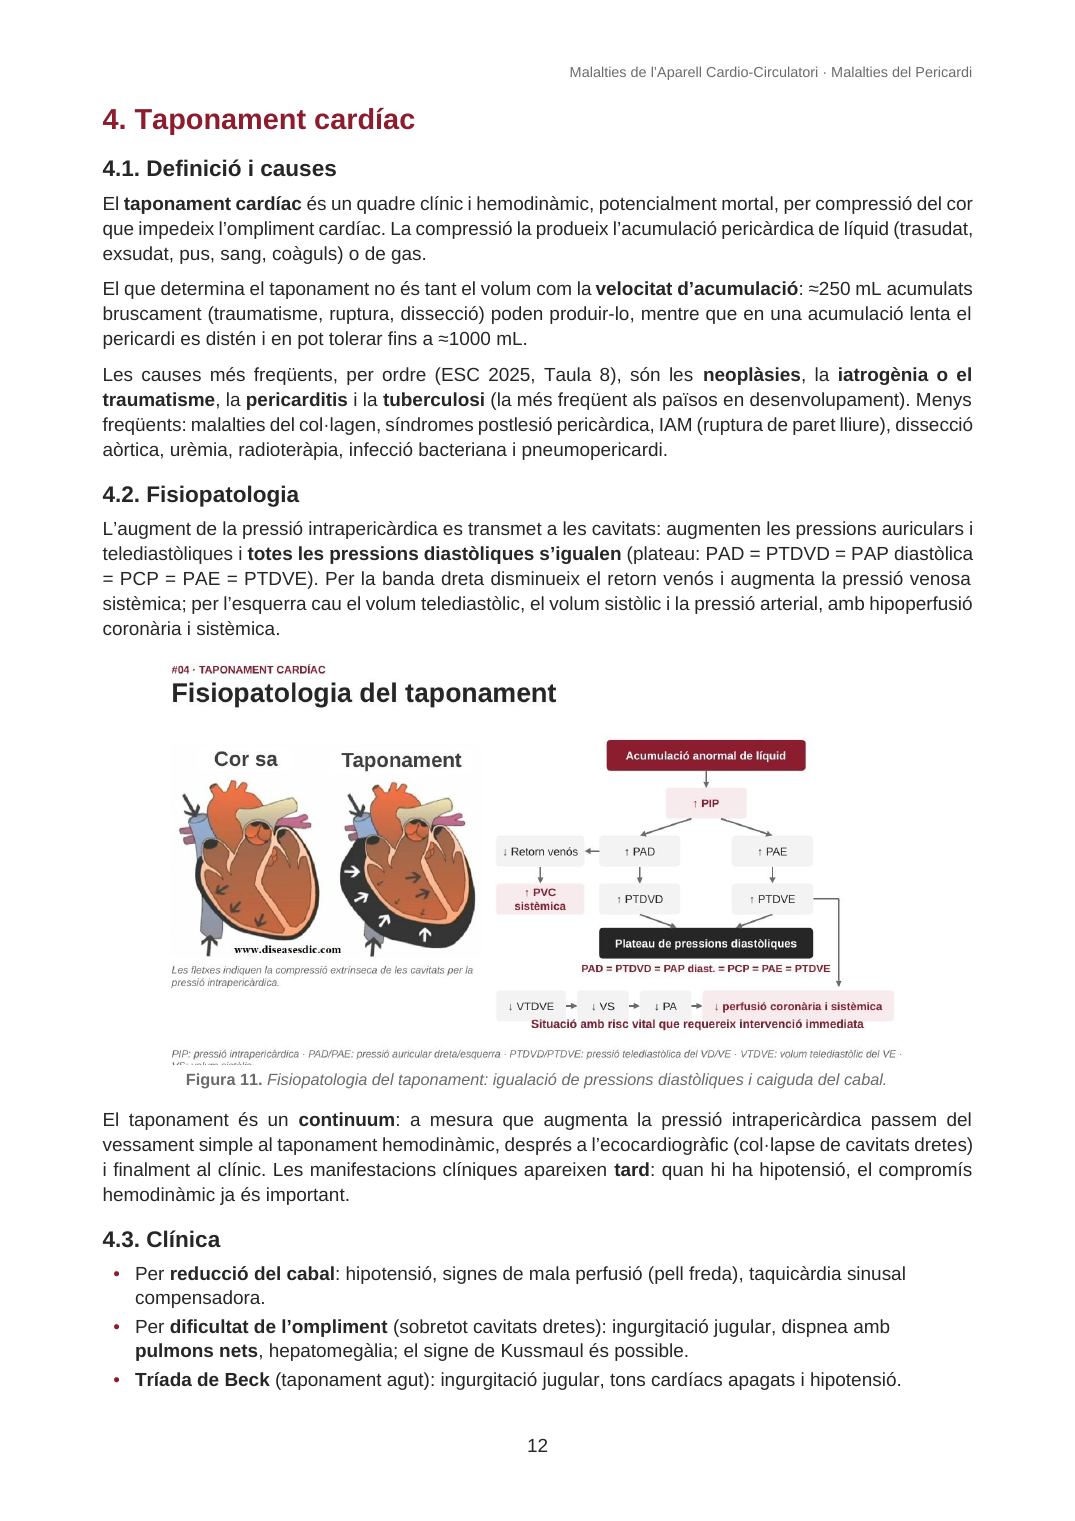 Malalties de l’Aparell Cardio-Circulatori · Malalties del Pericardi
4. Taponament cardíac
4.1. Definició i causes
El taponament cardíac és un quadre clínic i hemodinàmic, potencialment mortal, per compressió del cor
que impedeix l’ompliment cardíac. La compressió la produeix l’acumulació pericàrdica de líquid (trasudat,
exsudat, pus, sang, coàguls) o de gas.
El que determina el taponament no és tant el volum com la velocitat d’acumulació: ≈250 mL acumulats
bruscament (traumatisme, ruptura, dissecció) poden produir-lo, mentre que en una acumulació lenta el
pericardi es distén i en pot tolerar fins a ≈1000 mL.
Les causes més freqüents, per ordre (ESC 2025, Taula 8), són les neoplàsies, la iatrogènia o el
traumatisme, la pericarditis i la tuberculosi (la més freqüent als països en desenvolupament). Menys
freqüents: malalties del col·lagen, síndromes postlesió pericàrdica, IAM (ruptura de paret lliure), dissecció
aòrtica, urèmia, radioteràpia, infecció bacteriana i pneumopericardi.
4.2. Fisiopatologia
L’augment de la pressió intrapericàrdica es transmet a les cavitats: augmenten les pressions auriculars i
telediastòliques i totes les pressions diastòliques s’igualen (plateau: PAD = PTDVD = PAP diastòlica
= PCP = PAE = PTDVE). Per la banda dreta disminueix el retorn venós i augmenta la pressió venosa
sistèmica; per l’esquerra cau el volum telediastòlic, el volum sistòlic i la pressió arterial, amb hipoperfusió
coronària i sistèmica.
#04 · TAPONAMENT CARDÍAC
Fisiopatologia del taponament
Cor sa
Taponament
www.diseasesdic.com
Les fletxes indiquen la compressió extrínseca de les cavitats per la
pressió intrapericàrdica.
Acumulació anormal de líquid
↑ PIP
↓ Retorn venós
↑ PAD
↑ PAE
↑ PVC
sistèmica
↑ PTDVD
↑ PTDVE
Plateau de pressions diastòliques
PAD = PTDVD = PAP diast. = PCP = PAE = PTDVE
↓ VTDVE
↓ VS
↓ PA
↓ perfusió coronària i sistèmica
Situació amb risc vital que requereix intervenció immediata
PIP: pressió intrapericàrdica · PAD/PAE: pressió auricular dreta/esquerra · PTDVD/PTDVE: pressió telediastòlica del VD/VE · VTDVE: volum telediastòlic del VE ·
Figura 11. Fisiopatologia del taponament: igualació de pressions diastòliques i caiguda del cabal.
El taponament és un continuum: a mesura que augmenta la pressió intrapericàrdica passem del
vessament simple al taponament hemodinàmic, després a l’ecocardiogràfic (col·lapse de cavitats dretes)
i finalment al clínic. Les manifestacions clíniques apareixen tard: quan hi ha hipotensió, el compromís
hemodinàmic ja és important.
4.3. Clínica
• Per reducció del cabal: hipotensió, signes de mala perfusió (pell freda), taquicàrdia sinusal
compensadora.
• Per dificultat de l’ompliment (sobretot cavitats dretes): ingurgitació jugular, dispnea amb
pulmons nets, hepatomegàlia; el signe de Kussmaul és possible.
• Tríada de Beck (taponament agut): ingurgitació jugular, tons cardíacs apagats i hipotensió.
12